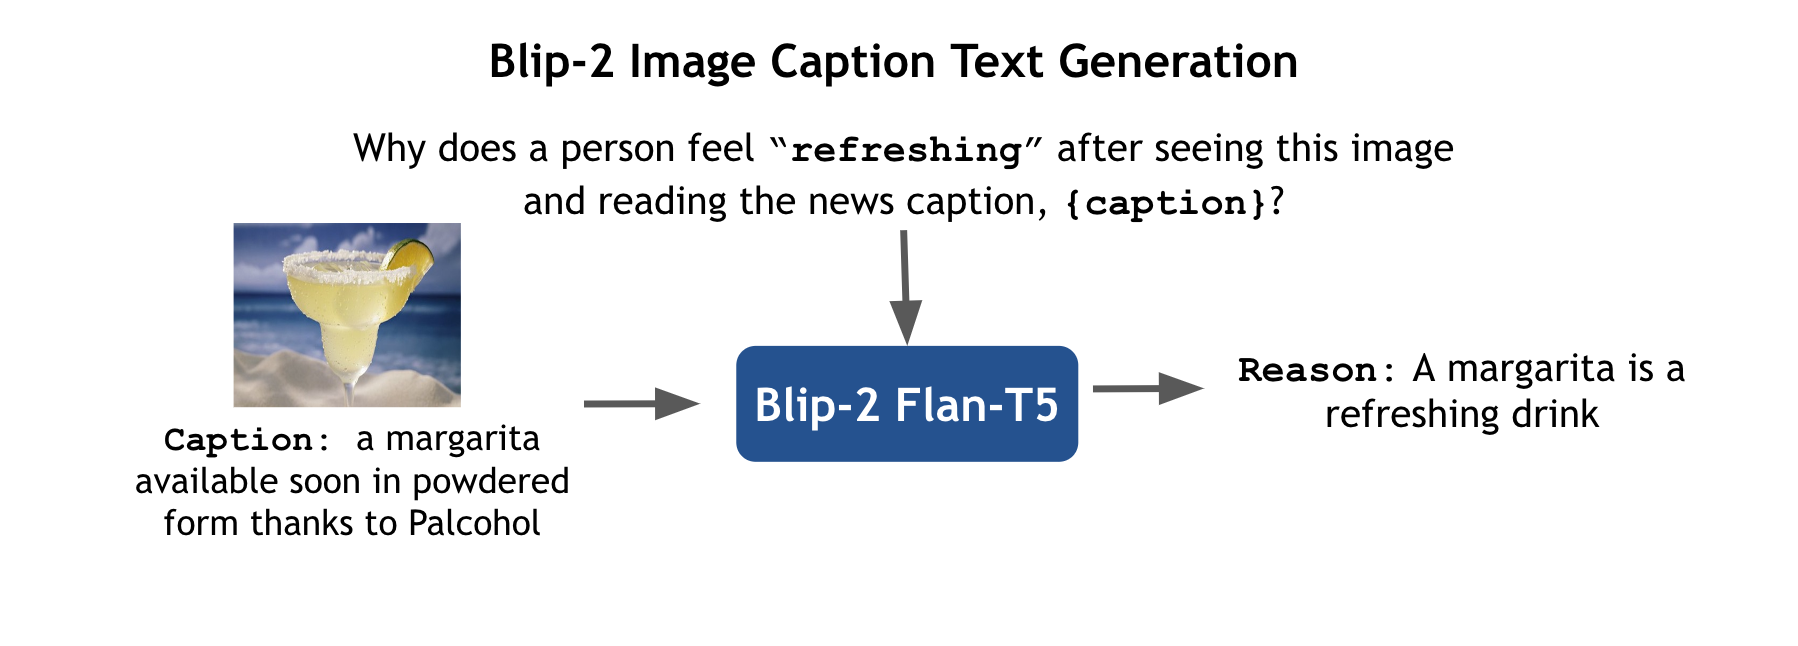 Blip-2 Image Caption Text Generation
Why does a person feel “refreshing” after seeing this image
and reading the news caption, {caption}?
Caption: a margarita
available soon in powdered
form thanks to Palcohol
Blip-2 Flan-T5
Reason: A margarita is a
refreshing drink